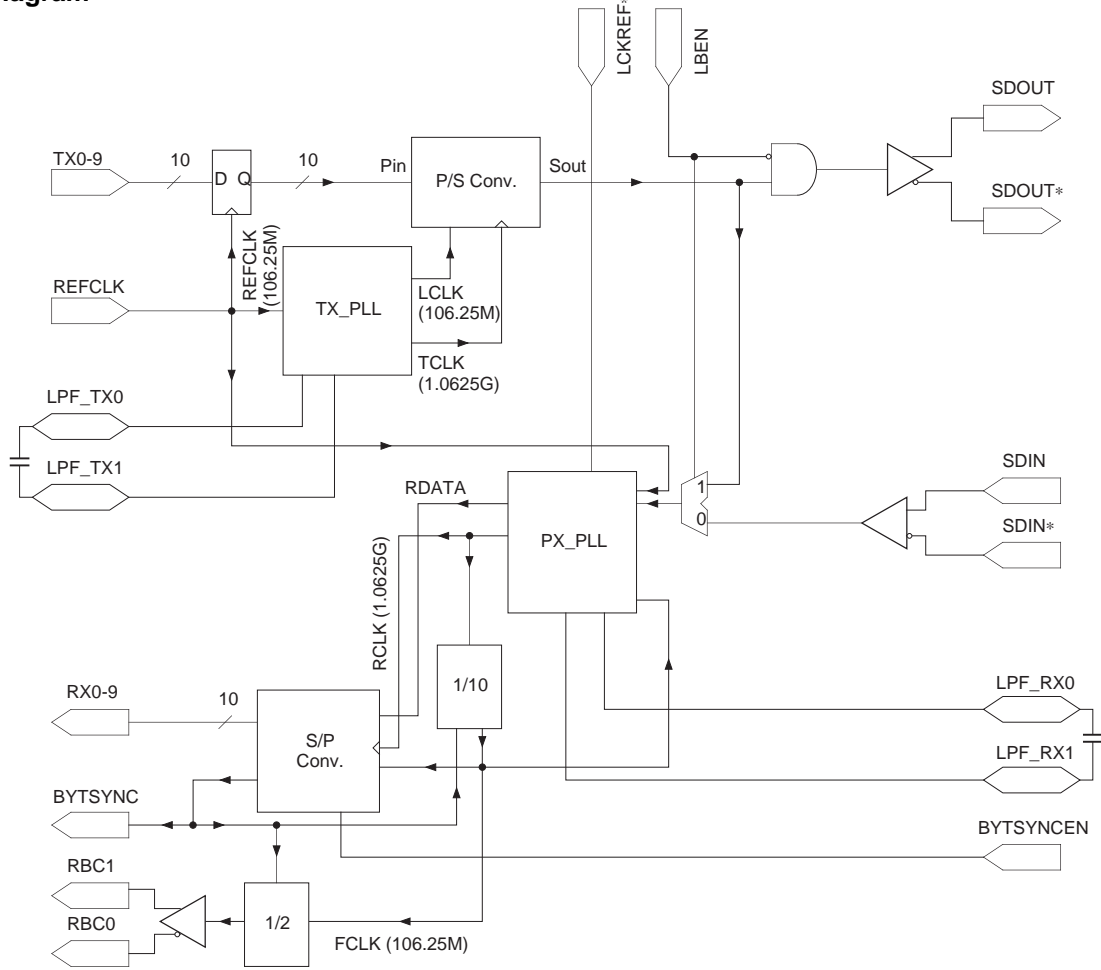 LCKREF*
LBEN
SDOUT
SDOUT*
TX0-9
10
D Q
10
Pin
P/S Conv.
Sout
REFCLK
(106.25M)
REFCLK
TX_PLL
LCLK
(106.25M)
TCLK
(1.0625G)
LPF_TX0
LPF_TX1
RDATA
PX_PLL
1
0
SDIN
SDIN*
RCLK (1.0625G)
1/10
RX0-9
10
S/P
Conv.
LPF_RX0
LPF_RX1
BYTSYNC
BYTSYNCEN
RBC1
RBC0
1/2
FCLK (106.25M)